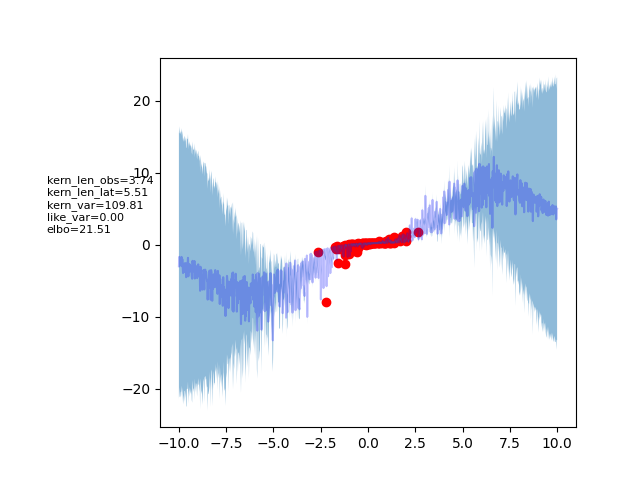 20
10
0
−10
−20
kern_len_obs=3.74
kern_len_lat=5.51
kern_var=109.81
like_var=0.00
elbo=21.51
−10.0 −7.5 −5.0 −2.5 0.0 2.5 5.0 7.5 10.0